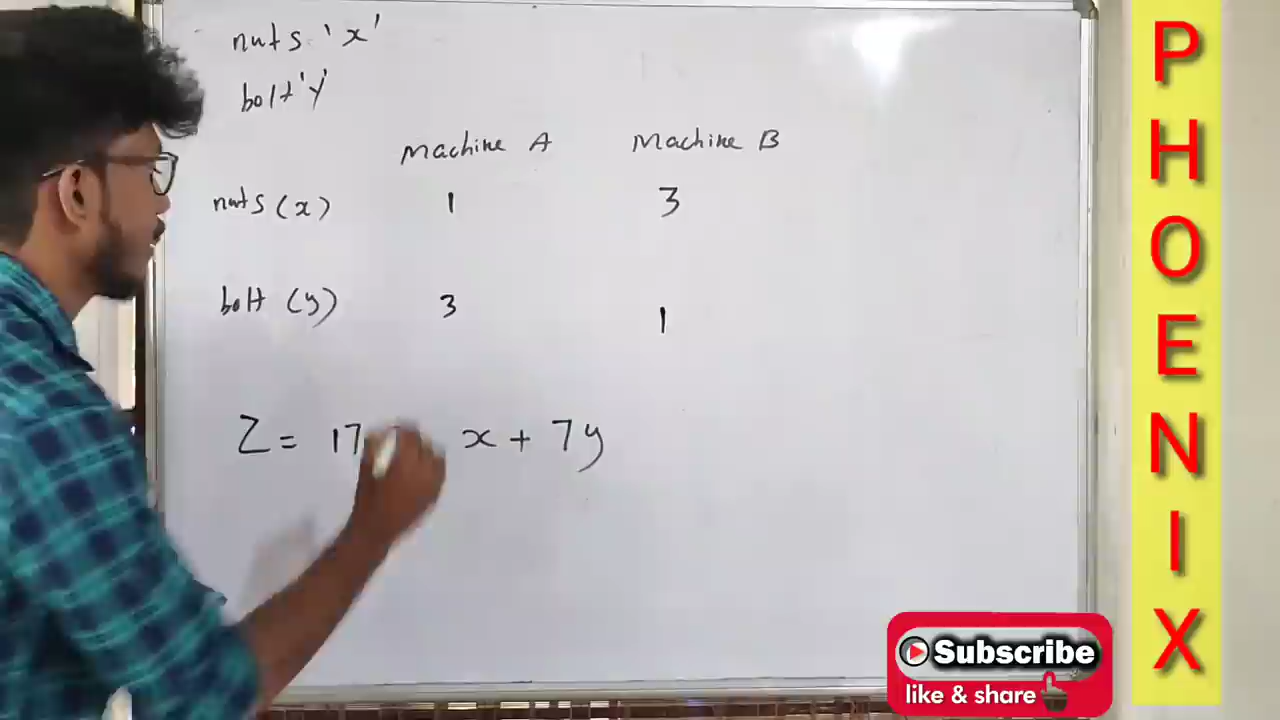 nuts 'x'
bolt 'y'
Machine A Machine B
nuts (x) 1 3
bolt (y) 3 1
Z = 17 x + 7y
PHOENIX
Subscribe
like & share